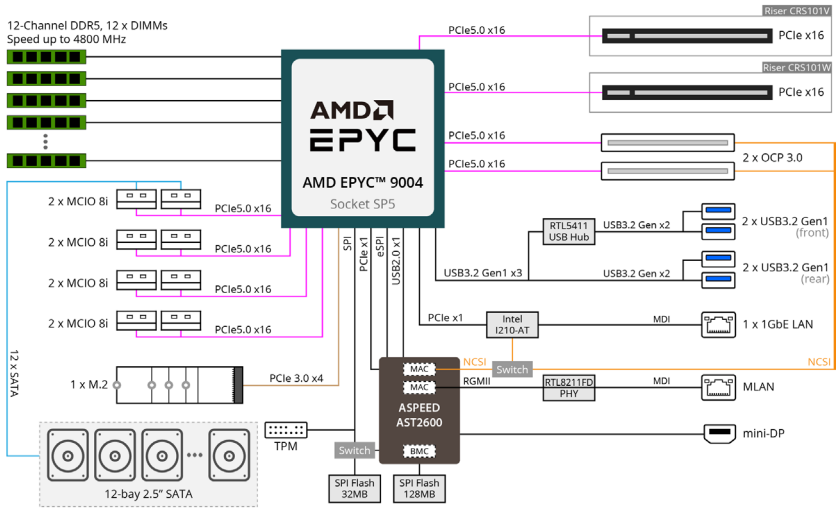 12-Channel DDR5, 12 x DIMMs
Speed up to 4800 MHz
Riser CRS101V
PCIe5.0 x16
PCIe x16
Riser CRS101W
PCIe5.0 x16
PCIe x16
AMD
EPYC
AMD EPYC™ 9004
Socket SP5
PCIe5.0 x16
PCIe5.0 x16
2 x OCP 3.0
2 x MCIO 8i
PCIe5.0 x16
2 x MCIO 8i
PCIe5.0 x16
2 x MCIO 8i
PCIe5.0 x16
2 x MCIO 8i
PCIe5.0 x16
SPI
PCIe x1
eSPI
USB2.0 x1
RTL5411
USB Hub
USB3.2 Gen x2
2 x USB3.2 Gen1
(front)
USB3.2 Gen1 x3
USB3.2 Gen x2
2 x USB3.2 Gen1
(rear)
PCIe x1
Intel
I210-AT
MDI
1 x 1GbE LAN
12 x SATA
1 x M.2
PCIe 3.0 x4
MAC
NCSI
Switch
NCSI
MAC
RGMII
RTL8211FD
PHY
MDI
MLAN
ASPEED
AST2600
mini-DP
TPM
Switch
BMC
12-bay 2.5” SATA
SPI Flash
32MB
SPI Flash
128MB